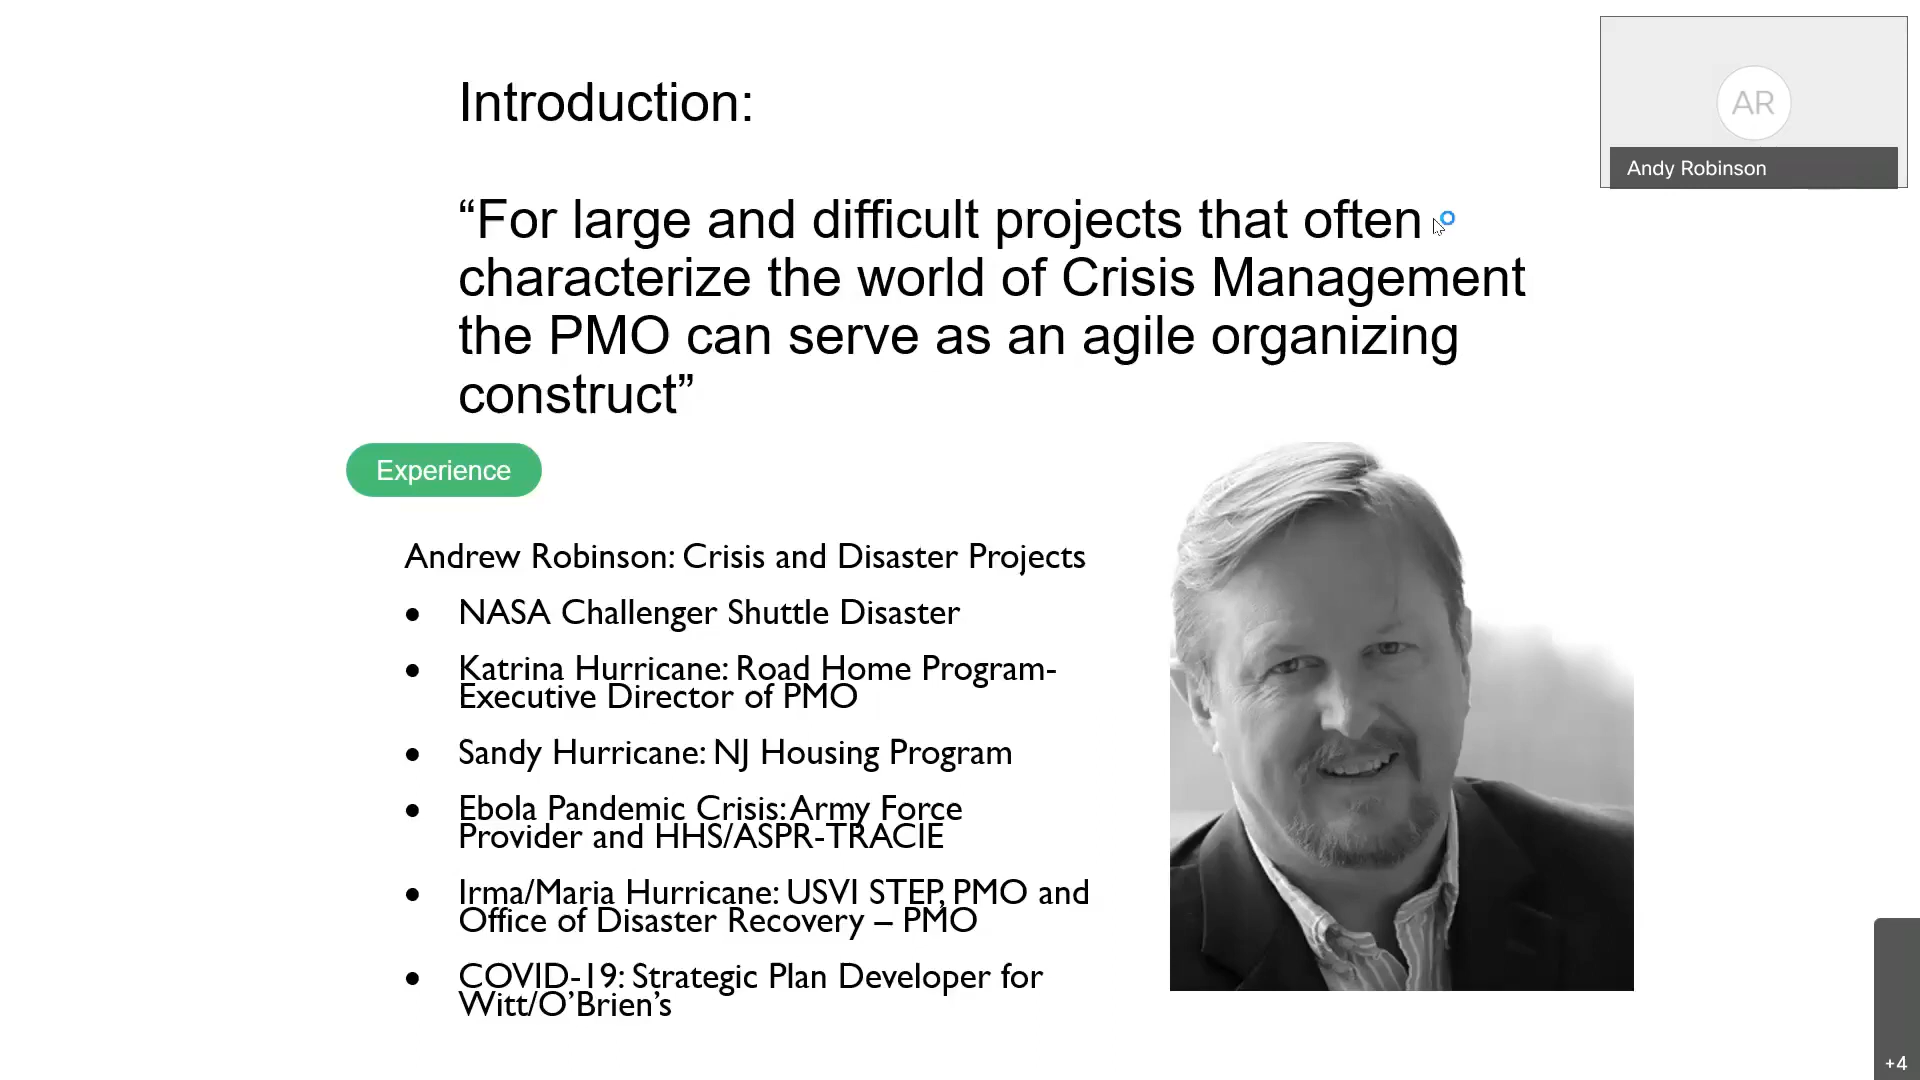 Introduction:
“For large and difficult projects that often
characterize the world of Crisis Management
the PMO can serve as an agile organizing
construct”
AR
Andy Robinson
Experience
Andrew Robinson: Crisis and Disaster Projects
• NASA Challenger Shuttle Disaster
• Katrina Hurricane: Road Home Program-
Executive Director of PMO
• Sandy Hurricane: NJ Housing Program
• Ebola Pandemic Crisis: Army Force
Provider and HHS/ASPR-TRACIE
• Irma/Maria Hurricane: USVI STEP, PMO and
Office of Disaster Recovery – PMO
• COVID-19: Strategic Plan Developer for
Witt/O’Brien’s
+4